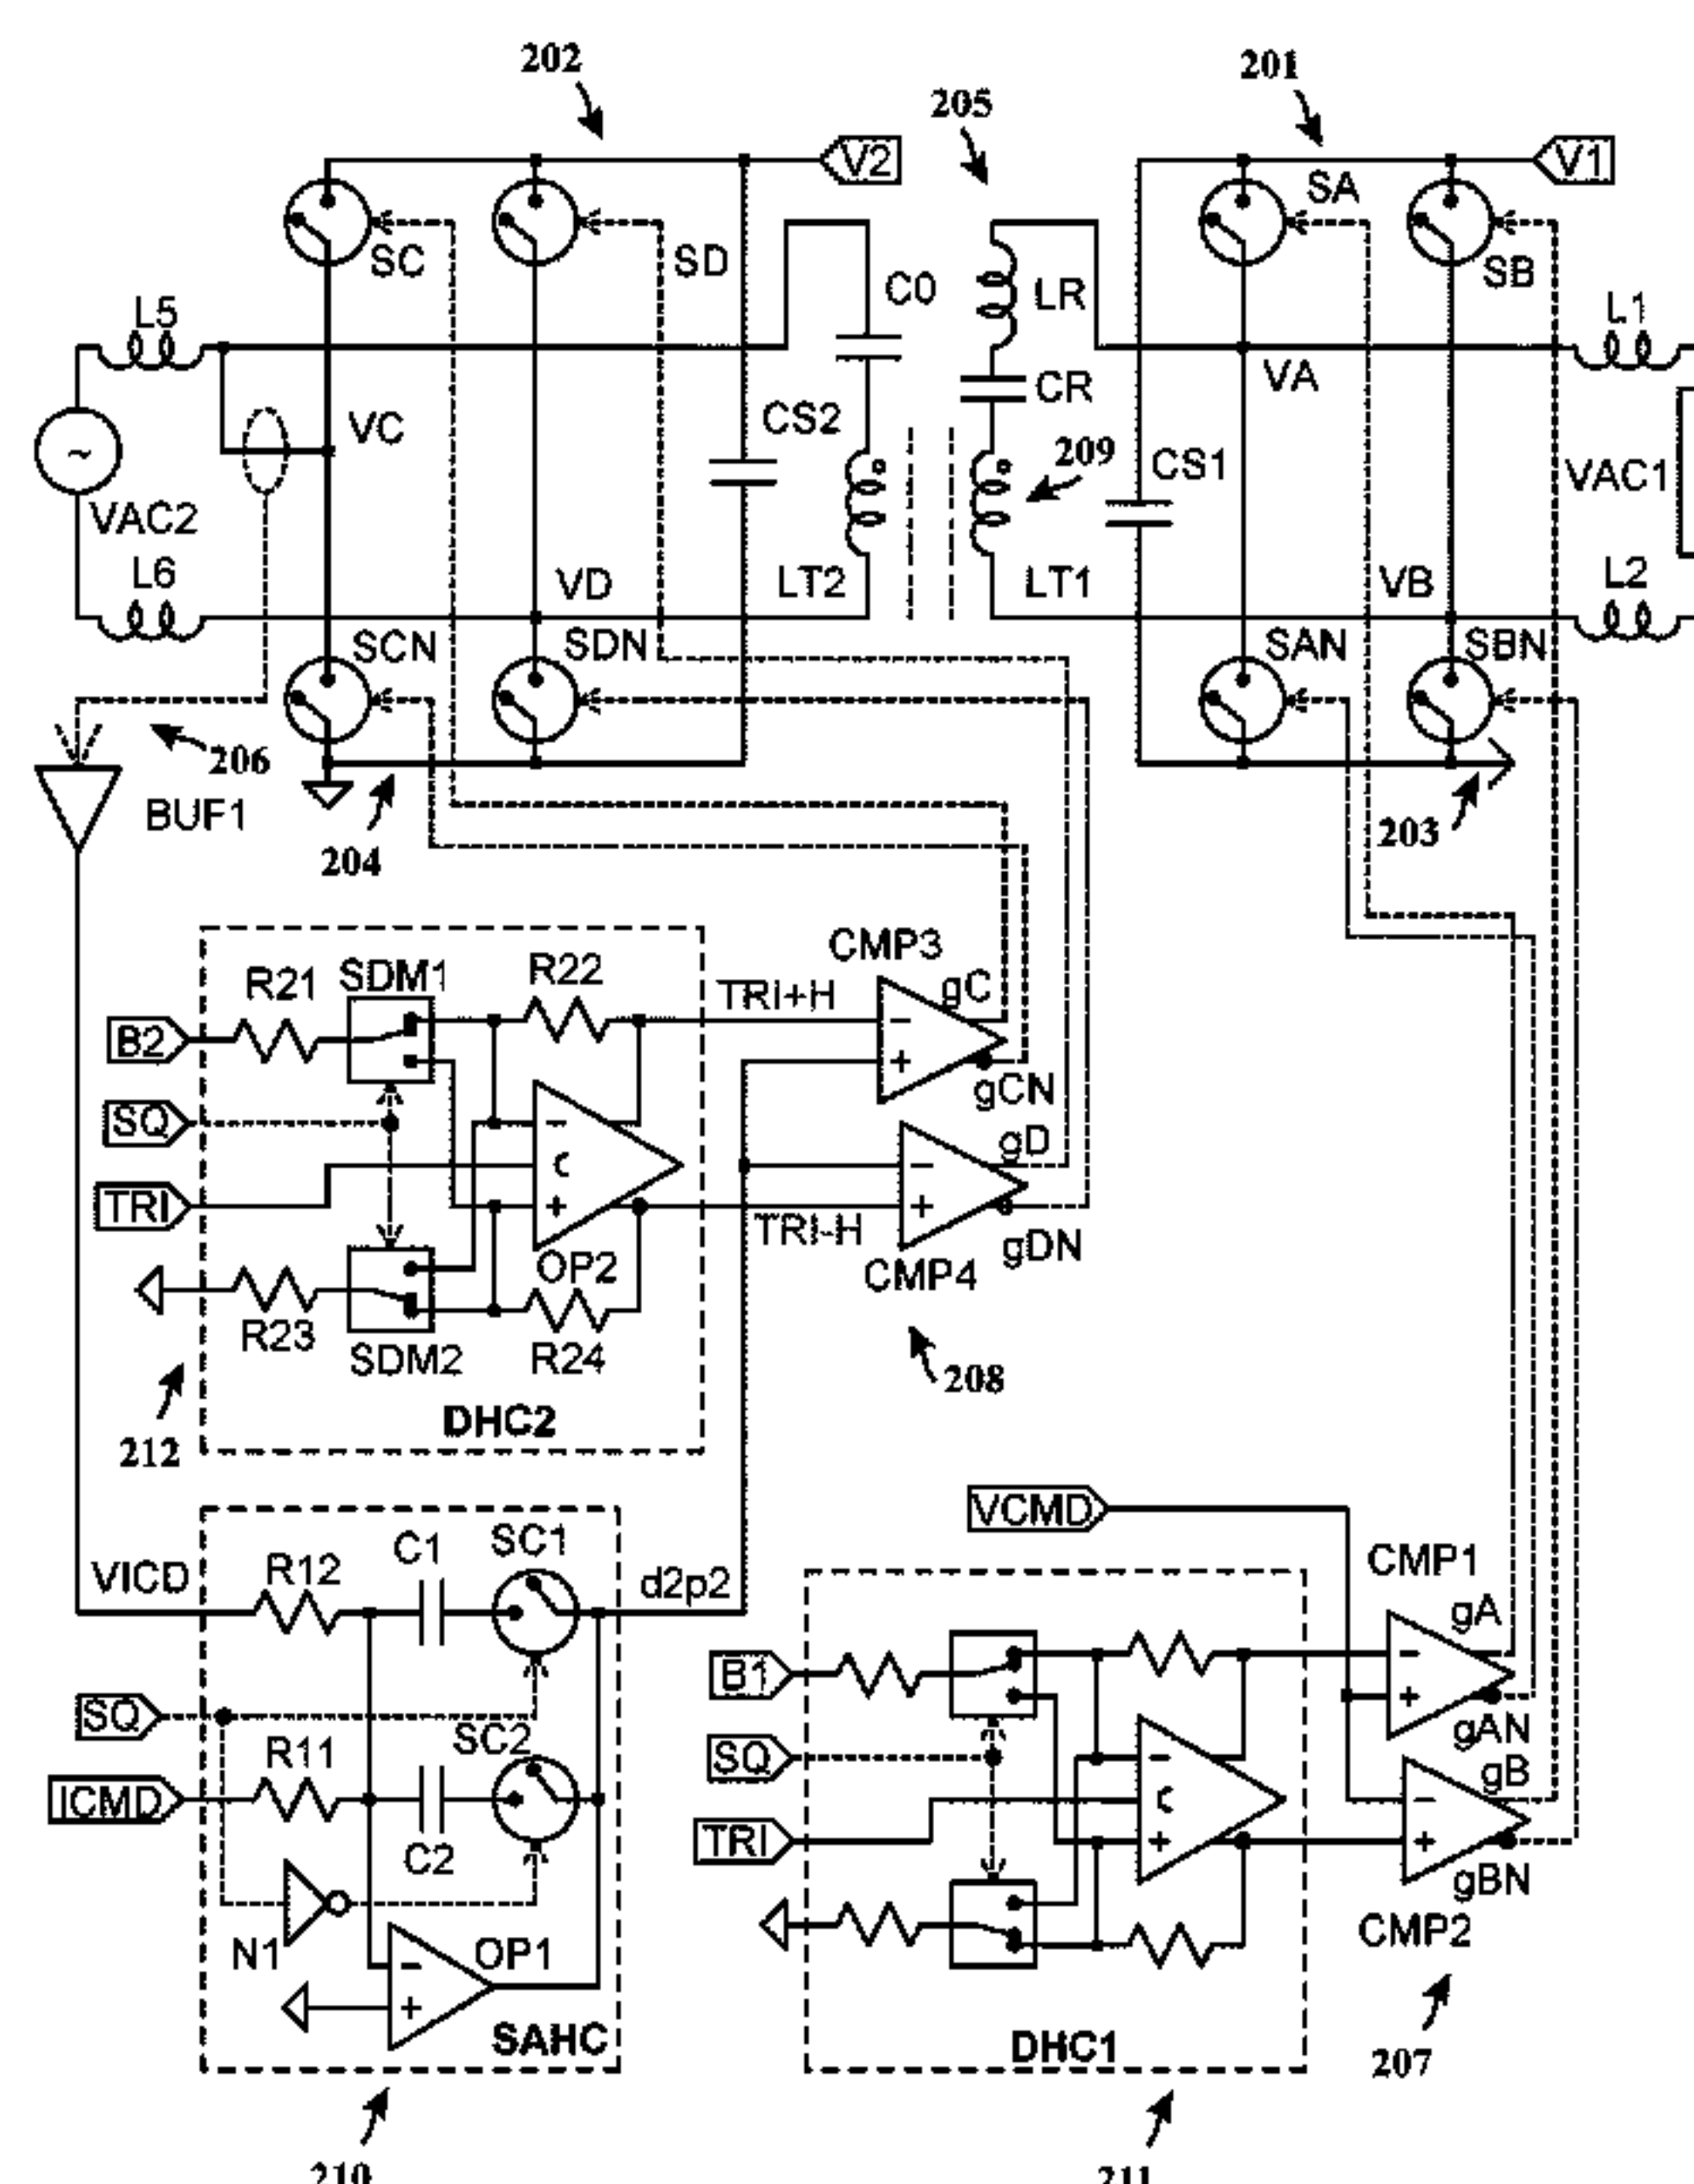 202
201
205
V2
V1
SA
SC
SD
C0
LR
SB
L5
L1
VA
CR
VC
CS2
209
CS1
VAC1
~
VAC2
L6
VD
LT2
LT1
VB
L2
SCN
SDN
SAN
SBN
206
BUF1
204
203
CMP3
R21
SDM1
R22
TRI+H
gC
B2
-
+
gCN
SQ
-
gD
C
-
TRI
+
+
TRI-H
gDN
OP2
CMP4
R23
SDM2
R24
208
DHC2
212
VCMD
SC1
C1
CMP1
VICD
R12
d2p2
gA
B1
-
SQ
SC2
+
gAN
R11
SQ
-
gB
ICMD
C
-
C2
TRI
+
+
gBN
N1
OP1
CMP2
-
+
SAHC
DHC1
207
210
211